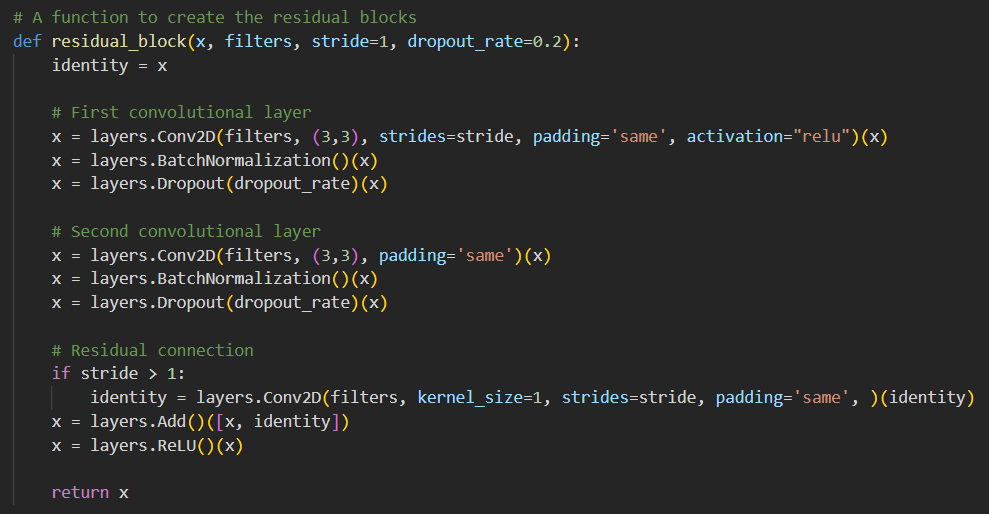 # A function to create the residual blocks
def residual_block(x, filters, stride=1, dropout_rate=0.2):
    identity = x

    # First convolutional layer
    x = layers.Conv2D(filters, (3,3), strides=stride, padding='same', activation="relu")(x)
    x = layers.BatchNormalization()(x)
    x = layers.Dropout(dropout_rate)(x)

    # Second convolutional layer
    x = layers.Conv2D(filters, (3,3), padding='same')(x)
    x = layers.BatchNormalization()(x)
    x = layers.Dropout(dropout_rate)(x)

    # Residual connection
    if stride > 1:
        identity = layers.Conv2D(filters, kernel_size=1, strides=stride, padding='same', )(identity)
    x = layers.Add()([x, identity])
    x = layers.ReLU()(x)

    return x